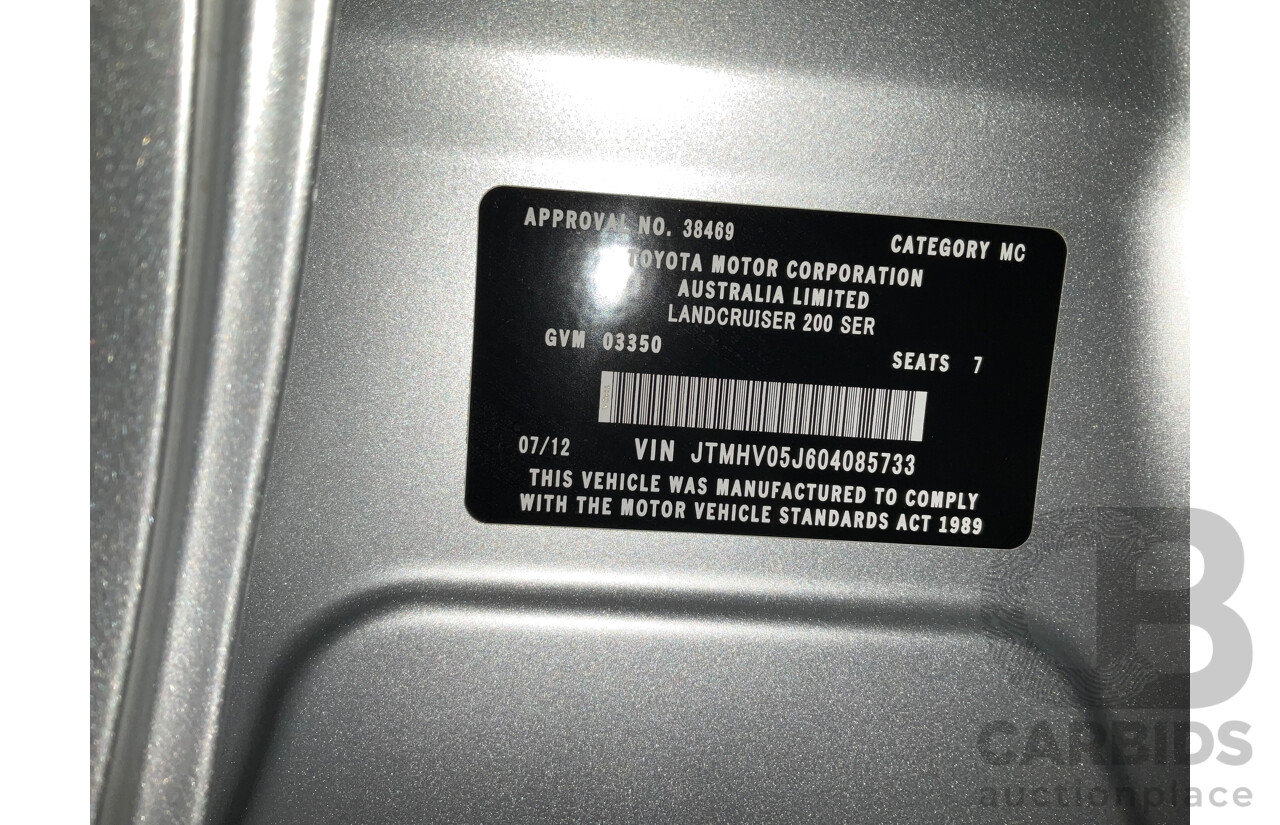 APPROVAL NO. 38469
CATEGORY MC
TOYOTA MOTOR CORPORATION
AUSTRALIA LIMITED
LANDCRUISER 200 SER
GVM 03350
SEATS 7
07/12 VIN JTMHV05J604085733
THIS VEHICLE WAS MANUFACTURED TO COMPLY
WITH THE MOTOR VEHICLE STANDARDS ACT 1989
B
CARBIDS
auctionplace